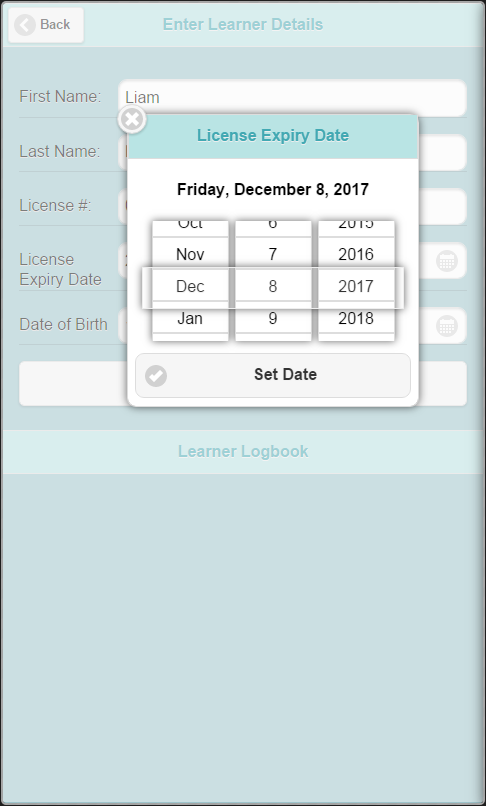 Back
Enter Learner Details
First Name:
Liam
License Expiry Date
Last Name:
Friday, December 8, 2017
License #:
Oct 6 2015
Nov 7 2016
License
Expiry Date
Dec 8 2017
Date of Birth
Jan 9 2018
Set Date
Learner Logbook